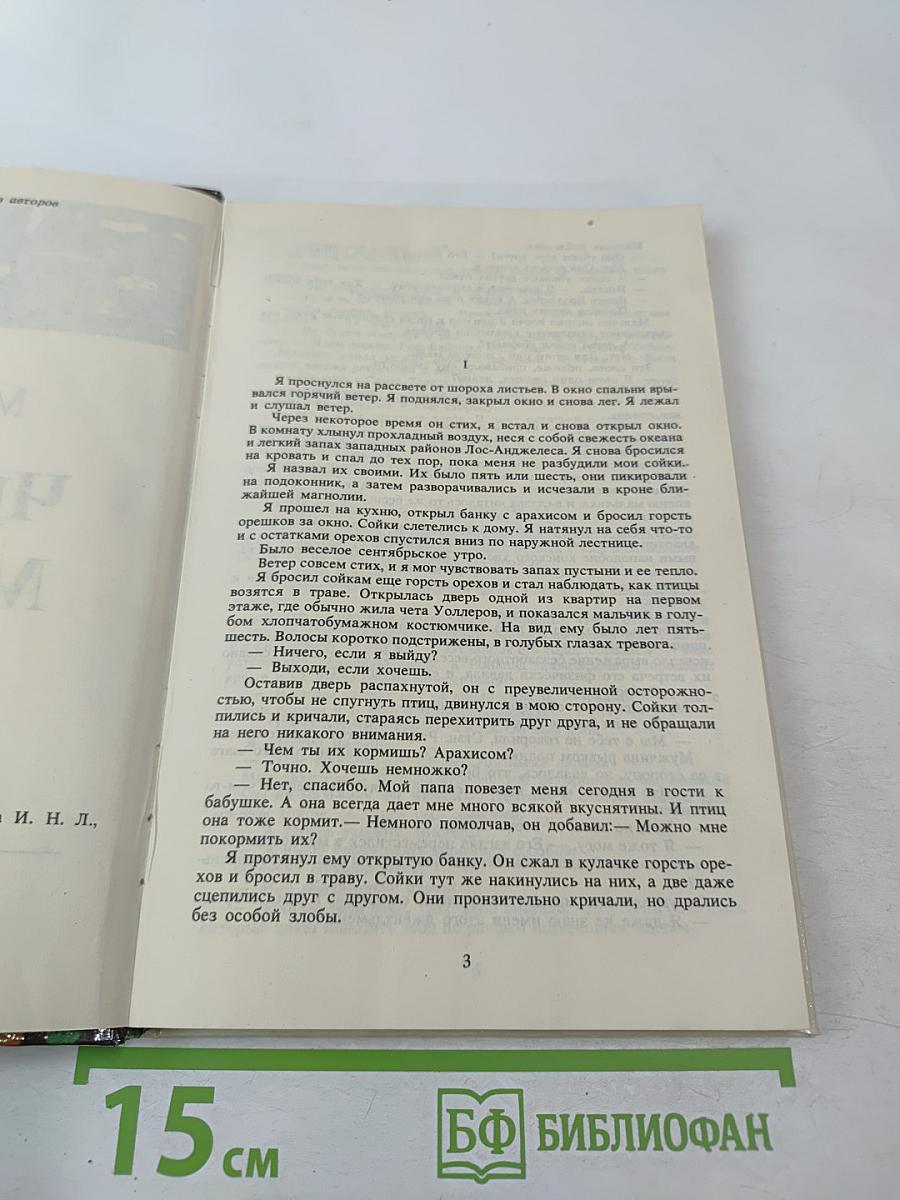 авторов
М
Ч
М
И. Н. Л.,
I
Я проснулся на рассвете от шороха листьев. В окно спальни вры-
вался горячий ветер. Я поднялся, закрыл окно и снова лег. Я лежал
и слушал ветер.
Через некоторое время он стих, я встал и снова открыл окно.
В комнату хлынул прохладный воздух, неся с собой свежесть океана
и легкий запах западных районов Лос-Анджелеса. Я снова бросился
на кровать и спал до тех пор, пока меня не разбудили мои сойки.
Я назвал их своими. Их было пять или шесть, они пикировали
на подоконник, а затем разворачивались и исчезали в кроне бли-
жайшей магнолии.
Я прошел на кухню, открыл банку с арахисом и бросил горсть
орешков за окно. Сойки слетелись к дому. Я натянул на себя что-то
и с остатками орехов спустился вниз по наружной лестнице.
Было веселое сентябрьское утро.
Ветер совсем стих, и я мог чувствовать запах пустыни и ее тепло.
Я бросил сойкам еще горсть орехов и стал наблюдать, как птицы
возятся в траве. Открылась дверь одной из квартир на первом
этаже, где обычно жила чета Уоллеров, и показался мальчик в голу-
бом хлопчатобумажном костюмчике. На вид ему было лет пять-
шесть. Волосы коротко подстрижены, в голубых глазах тревога.
— Ничего, если я выйду?
— Выходи, если хочешь.
Оставив дверь распахнутой, он с преувеличенной осторожно-
стью, чтобы не спугнуть птиц, двинулся в мою сторону. Сойки тол-
пились и кричали, стараясь перехитрить друг друга, и не обращали
на него никакого внимания.
— Чем ты их кормишь? Арахисом?
— Точно. Хочешь немножко?
— Нет, спасибо. Мой папа повезет меня сегодня в гости к
бабушке. А она всегда дает мне много всякой вкуснятины. И птиц
она тоже кормит.— Немного помолчав, он добавил:— Можно мне
покормить их?
Я протянул ему открытую банку. Он сжал в кулачке горсть оре-
хов и бросил в траву. Сойки тут же накинулись на них, а две даже
сцепились друг с другом. Они пронзительно кричали, но дрались
без особой злобы.
3
15 см
БФ БИБЛИОФАН